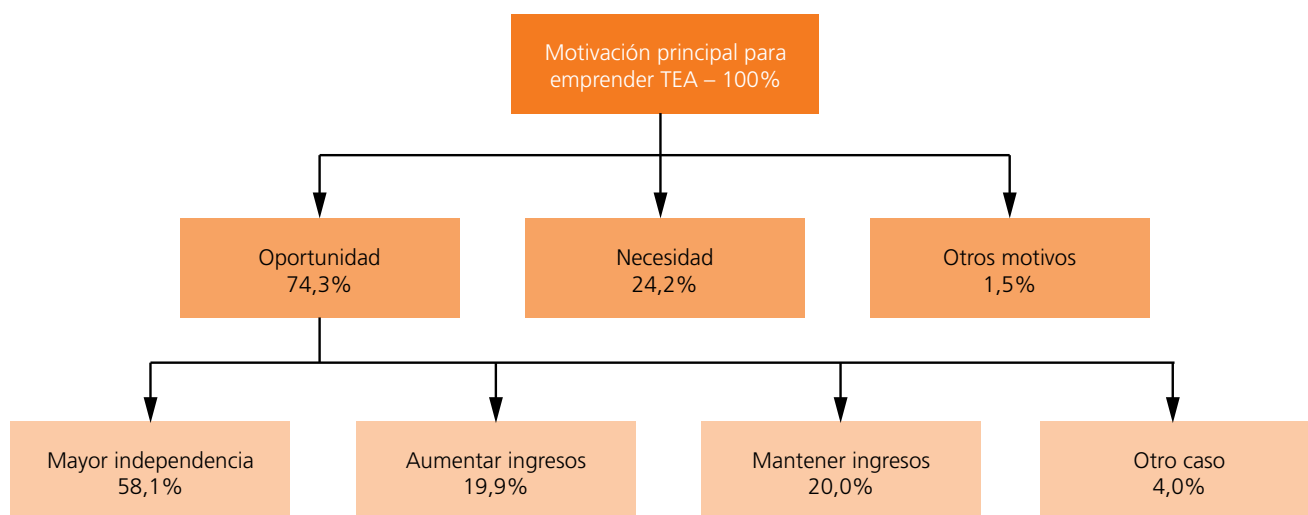 Motivación principal para
emprender TEA – 100%
Oportunidad
74,3%
Necesidad
24,2%
Otros motivos
1,5%
Mayor independencia
58,1%
Aumentar ingresos
19,9%
Mantener ingresos
20,0%
Otro caso
4,0%